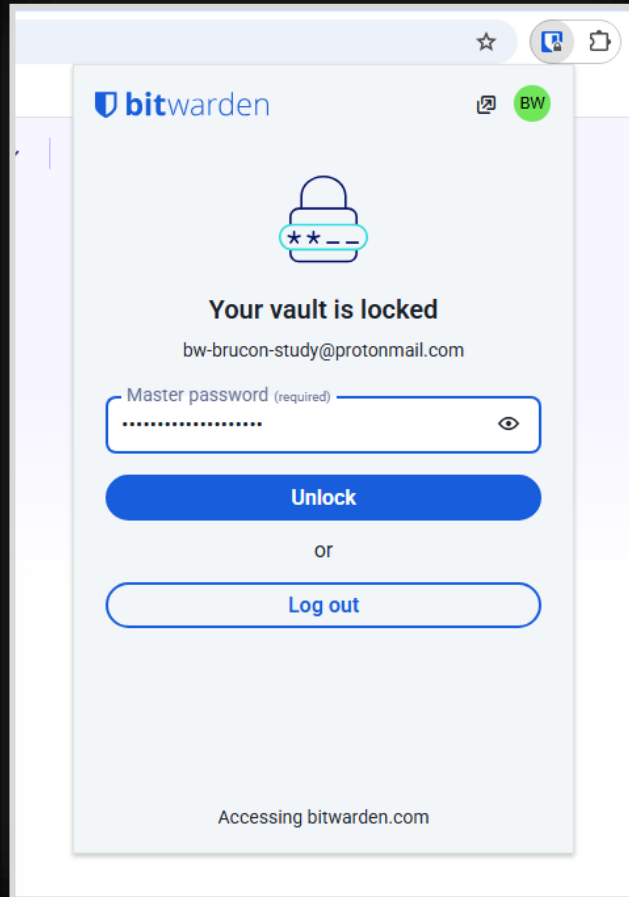 bitwarden
BW
**__
Your vault is locked
bw-brucon-study@protonmail.com
Master password (required)
••••••••••••••••••••
Unlock
or
Log out
Accessing bitwarden.com